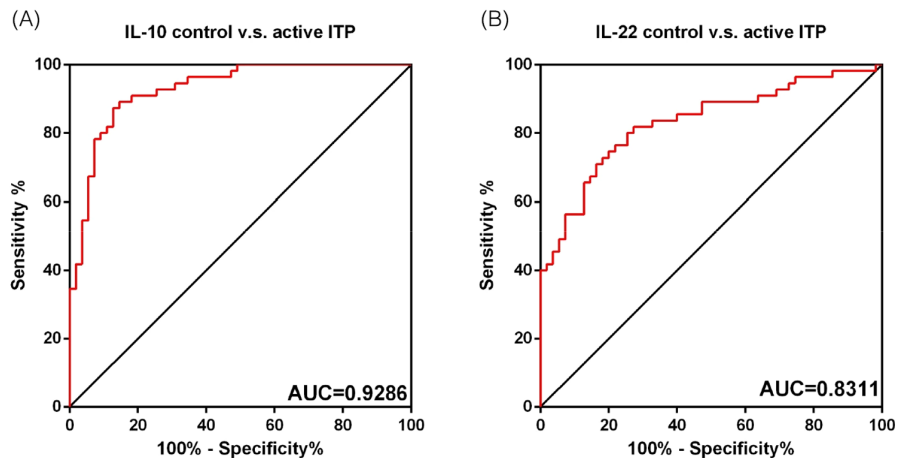 (A)
IL-10 control v.s. active ITP
100
80
60
40
20
0
Sensitivity %
AUC=0.9286
0 20 40 60 80 100
100% - Specificity%
(B)
IL-22 control v.s. active ITP
100
80
60
40
20
0
Sensitivity %
AUC=0.8311
0 20 40 60 80 100
100% - Specificity%